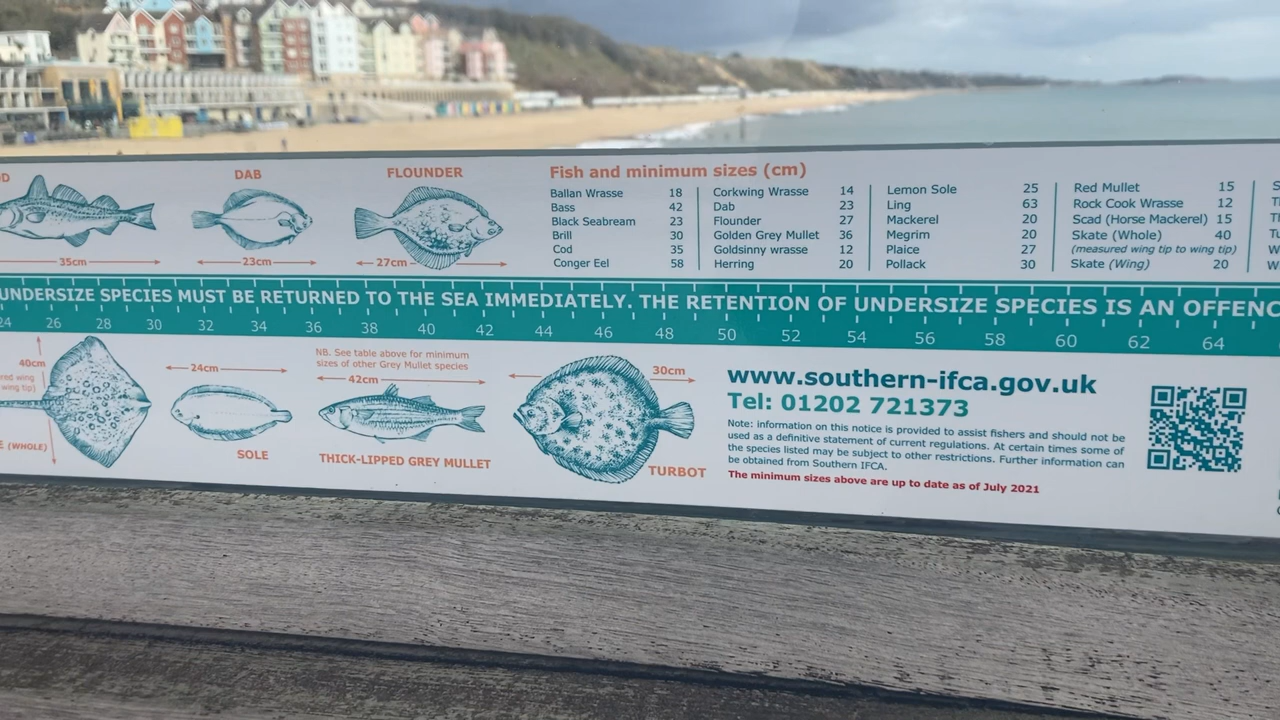 DAB
FLOUNDER
35cm
23cm
27cm
Fish and minimum sizes (cm)
Ballan Wrasse 18
Bass 42
Black Seabream 23
Brill 30
Cod 35
Conger Eel 58
Corkwing Wrasse 14
Dab 23
Flounder 27
Golden Grey Mullet 36
Goldsinny wrasse 12
Herring 20
Lemon Sole 25
Ling 63
Mackerel 20
Megrim 20
Plaice 27
Pollack 30
Red Mullet 15
Rock Cook Wrasse 12
Scad (Horse Mackerel) 15
Skate (Whole) 40
(measured wing tip to wing tip)
Skate (Wing) 20
UNDERSIZE SPECIES MUST BE RETURNED TO THE SEA IMMEDIATELY. THE RETENTION OF UNDERSIZE SPECIES IS AN OFFENC
24 26 28 30 32 34 36 38 40 42 44 46 48 50 52 54 56 58 60 62 64
40cm
wing
wing tip)
(WHOLE)
24cm
SOLE
NB. See table above for minimum
sizes of other Grey Mullet species
42cm
THICK-LIPPED GREY MULLET
30cm
TURBOT
www.southern-ifca.gov.uk
Tel: 01202 721373
Note: information on this notice is provided to assist fishers and should not be
used as a definitive statement of current regulations. At certain times some of
the species listed may be subject to other restrictions. Further information can
be obtained from Southern IFCA.
The minimum sizes above are up to date as of July 2021